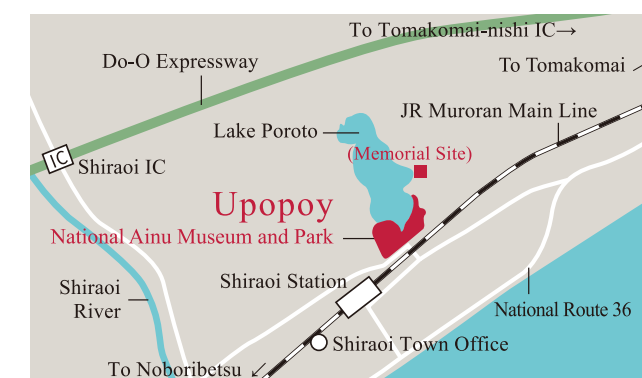 To Tomakomai-nishi IC→
Do-O Expressway
To Tomakomai
JR Muroran Main Line
Lake Poroto
(Memorial Site)
IC
Shiraoi IC
Upopoy
National Ainu Museum and Park
Shiraoi Station
Shiraoi
River
National Route 36
Shiraoi Town Office
To Noboribetsu ↙